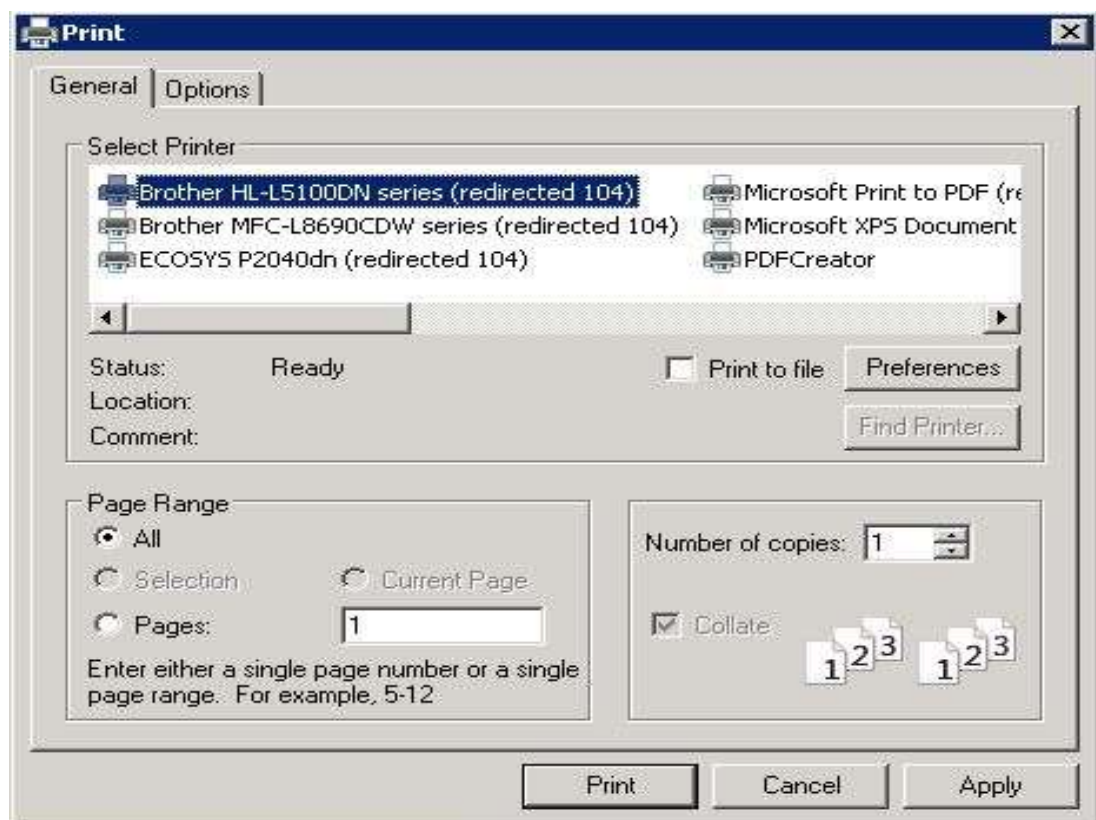 Print
General Options
Select Printer
Brother HL-L5100DN series (redirected 104) Microsoft Print to PDF (re
Brother MFC-L8690CDW series (redirected 104) Microsoft XPS Document
ECOSYS P2040dn (redirected 104) PDFCreator
Status: Ready Print to file Preferences
Location:
Comment: Find Printer...
Page Range
All Number of copies: 1
Selection Current Page
Pages: 1 Collate
1 2 3 1 2 3
Enter either a single page number or a single
page range. For example, 5-12
Print Cancel Apply